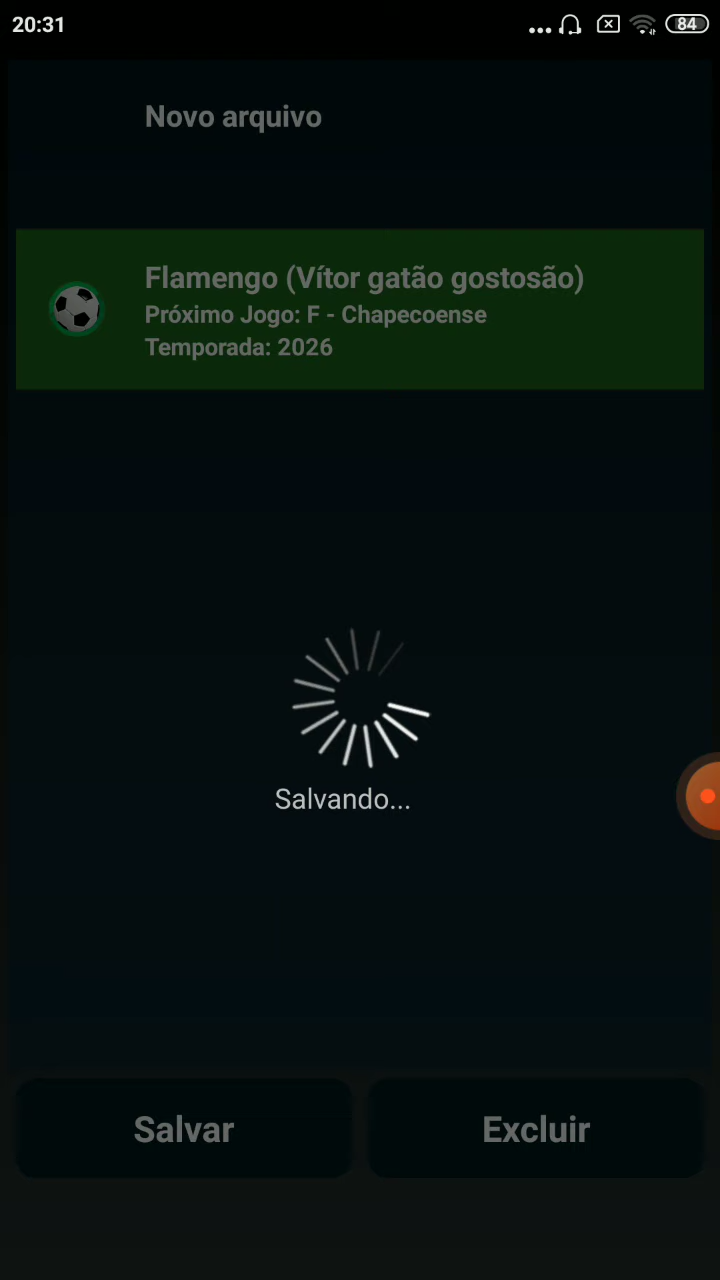 20:31
84
Novo arquivo
Flamengo (Vítor gatão gostosão)
Próximo Jogo: F - Chapecoense
Temporada: 2026
Salvando...
Salvar
Excluir